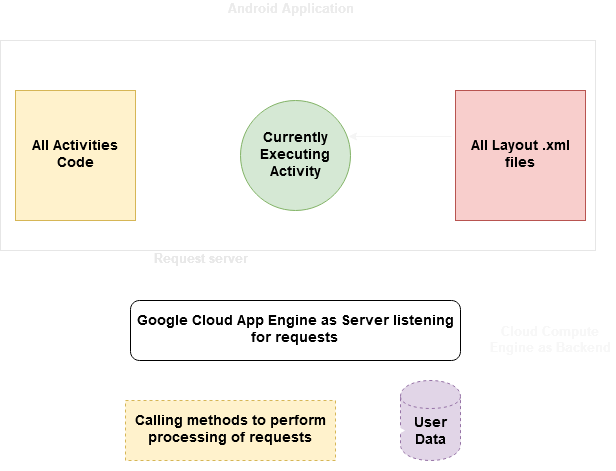 Android Application
All Activities
Code
Currently
Executing
Activity
All Layout .xml
files
Request server
Google Cloud App Engine as Server listening
for requests
Cloud Compute
Engine as Backend
Calling methods to perform
processing of requests
User
Data